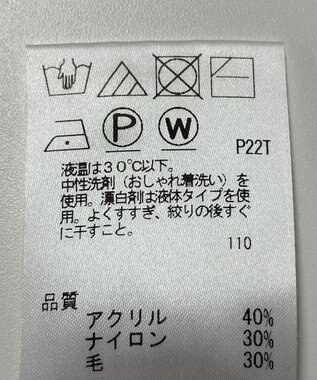 P W P22T
液温は30℃以下。
中性洗剤（おしゃれ着洗い）を
使用。漂白剤は液体タイプを使
用。よくすすぎ、絞りの後すぐ
に干すこと。
110
品質
アクリル 40%
ナイロン 30%
毛 30%